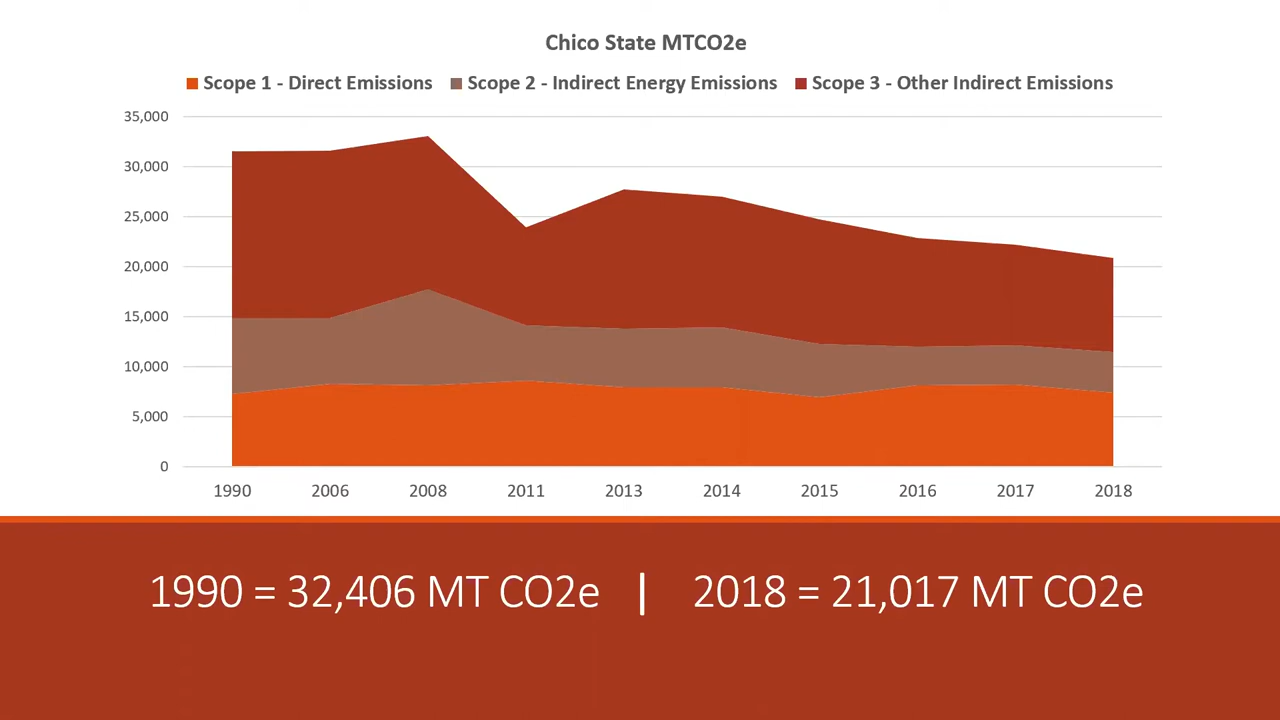 Chico State MTCO2e
Scope 1 - Direct Emissions Scope 2 - Indirect Energy Emissions Scope 3 - Other Indirect Emissions
35,000
30,000
25,000
20,000
15,000
10,000
5,000
0
1990 2006 2008 2011 2013 2014 2015 2016 2017 2018
1990 = 32,406 MT CO2e | 2018 = 21,017 MT CO2e